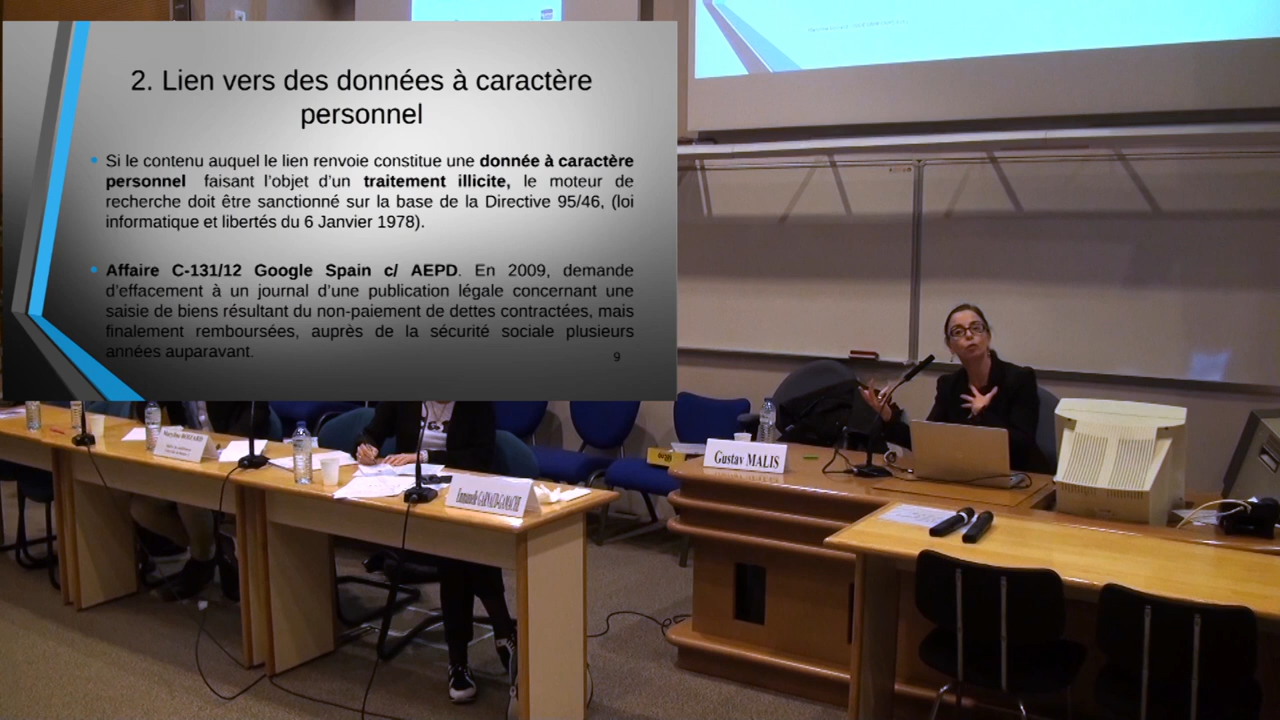 2. Lien vers des données à caractère
personnel
Si le contenu auquel le lien renvoie constitue une donnée à caractère
personnel faisant l'objet d'un traitement illicite, le moteur de
recherche doit être sanctionné sur la base de la Directive 95/46, (loi
informatique et libertés du 6 Janvier 1978).
Affaire C-131/12 Google Spain c/ AEPD. En 2009, demande
d'effacement à un journal d'une publication légale concernant une
saisie de biens résultant du non-paiement de dettes contractées, mais
finalement remboursées, auprès de la sécurité sociale plusieurs
années auparavant.
9
Gustav MALIS
Emmanuelle GARNAUD-GAMACHE